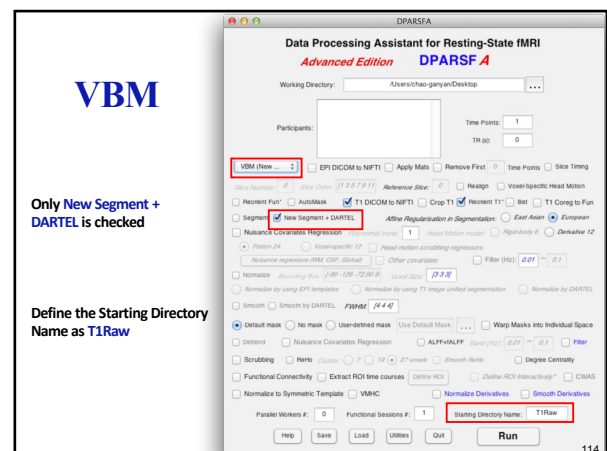 VBM
Only New Segment +
DARTEL is checked
Define the Starting Directory
Name as T1Raw
DPARSFA
Data Processing Assistant for Resting-State fMRI
Advanced Edition DPARSF A
Working Directory: /Users/chao-ganyan/Desktop ...
Participants:
Time Points: 1
TR (s): 0
VBM (New ... EPI DICOM to NIFTI Apply Mats Remove First 0 Time Points Slice Timing
Slice Number: 0 Slice Order: [1 3 5 7 9 11 Reference Slice: 0 Realign Voxel-Specific Head Motion
Reorient Fun* AutoMask T1 DICOM to NIFTI Crop T1 Reorient T1* Bet T1 Coreg to Fun
Segment New Segment + DARTEL Affine Regularisation in Segmentation: East Asian European
Nuisance Covariates Regression Polynomial trend: 1 Head Motion model: Rigid-body 6 Derivative 12
Friston 24 Voxel-specific 12 Head motion scrubbing regressors
Nuisance regressors (WM, CSF, Global) Other covariates Filter (Hz): 0.01 ~ 0.1
Normalize Bounding Box: [-90 -126 -72;90 9 Voxel Size: [3 3 3]
Normalize by using EPI templates Normalize by using T1 image unified segmentation Normalize by DARTEL
Smooth Smooth by DARTEL FWHM: [4 4 4]
Default mask No mask User-defined mask Use Default Mask ... Warp Masks into Individual Space
Detrend Nuisance Covariates Regression ALFF+fALFF Band (Hz): 0.01 ~ 0.1 Filter
Scrubbing ReHo Cluster: 7 19 27 voxels Smooth ReHo Degree Centrality
Functional Connectivity Extract ROI time courses Define ROI Define ROI Interactively* CWAS
Normalize to Symmetric Template VMHC Normalize Derivatives Smooth Derivatives
Parallel Workers #: 0 Functional Sessions #: 1 Starting Directory Name: T1Raw
Help Save Load Utilities Quit Run
114